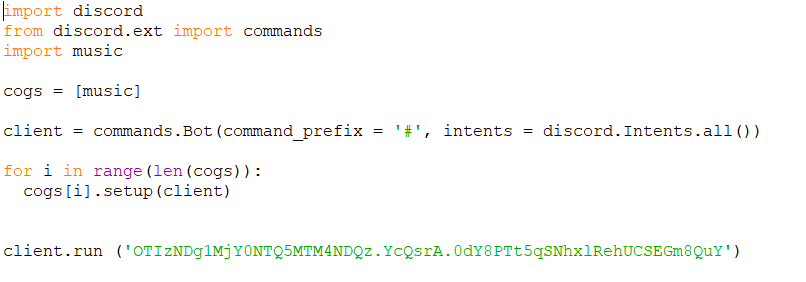 import discord
from discord.ext import commands
import music
cogs = [music]
client = commands.Bot(command_prefix = '#', intents = discord.Intents.all())
for i in range(len(cogs)):
  cogs[i].setup(client)
client.run ('OTIzNDg1MjY0NTQ5MTM4NDQz.YcQsrA.0dY8PTt5qSNhxlRehUCSEGm8QuY')